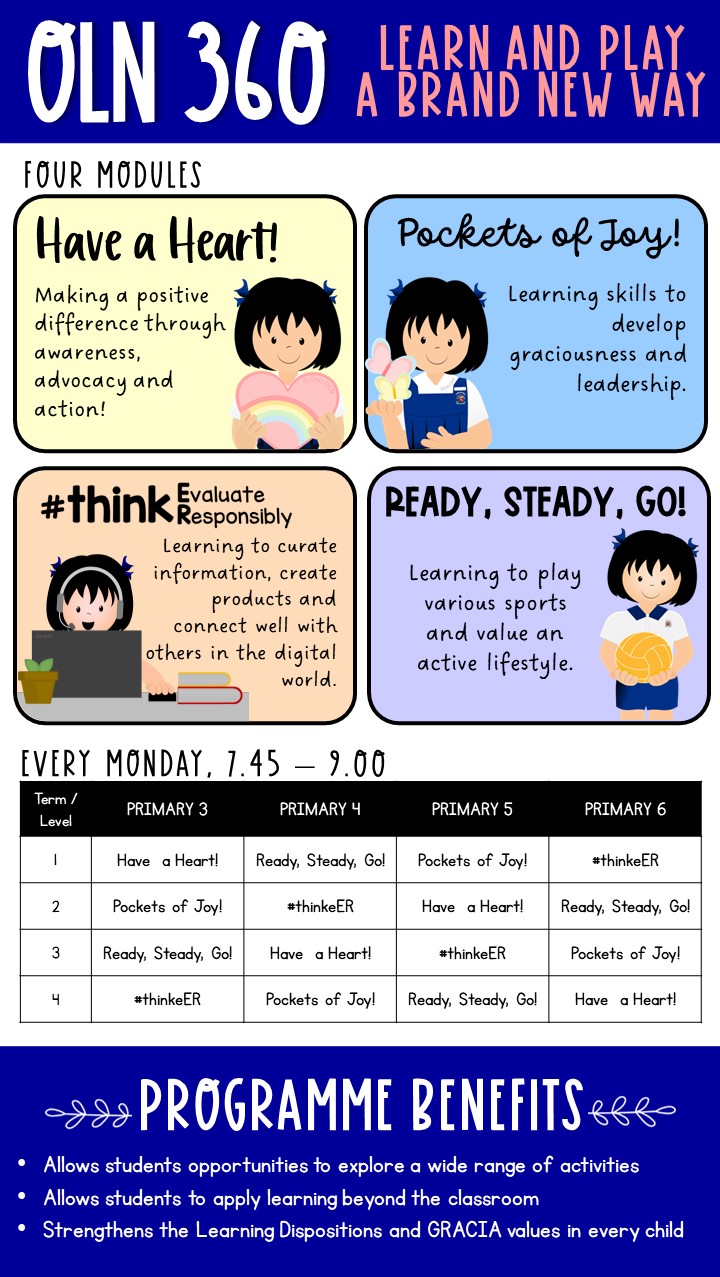 OLN 360
LEARN AND PLAY
A BRAND NEW WAY
FOUR MODULES
Have a Heart!
Making a positive
difference through
awareness,
advocacy and
action!
Pockets of Joy!
Learning skills to
develop
graciousness and
leadership.
#think Evaluate
Responsibly
Learning to curate
information, create
products and
connect well with
others in the digital
world.
READY, STEADY, GO!
Learning to play
various sports
and value an
active lifestyle.
EVERY MONDAY, 7.45 – 9.00
Term / Level PRIMARY 3 PRIMARY 4 PRIMARY 5 PRIMARY 6
1 Have a Heart! Ready, Steady, Go! Pockets of Joy! #thinkeER
2 Pockets of Joy! #thinkeER Have a Heart! Ready, Steady, Go!
3 Ready, Steady, Go! Have a Heart! #thinkeER Pockets of Joy!
4 #thinkeER Pockets of Joy! Ready, Steady, Go! Have a Heart!
PROGRAMME BENEFITS
• Allows students opportunities to explore a wide range of activities
• Allows students to apply learning beyond the classroom
• Strengthens the Learning Dispositions and GRACIA values in every child